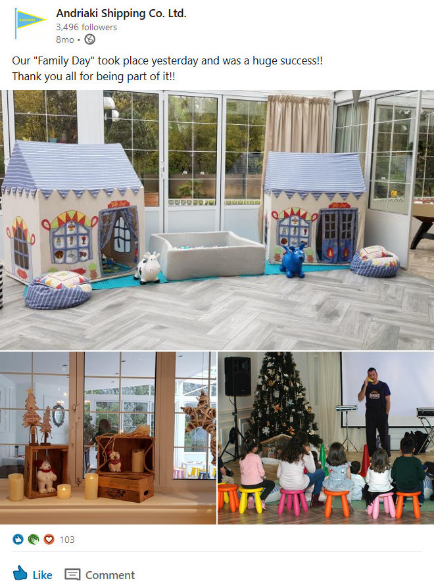 Andriaki Shipping Co. Ltd.
3,496 followers
8mo •
Our "Family Day" took place yesterday and was a huge success!!
Thank you all for being part of it!!
103
Like
Comment